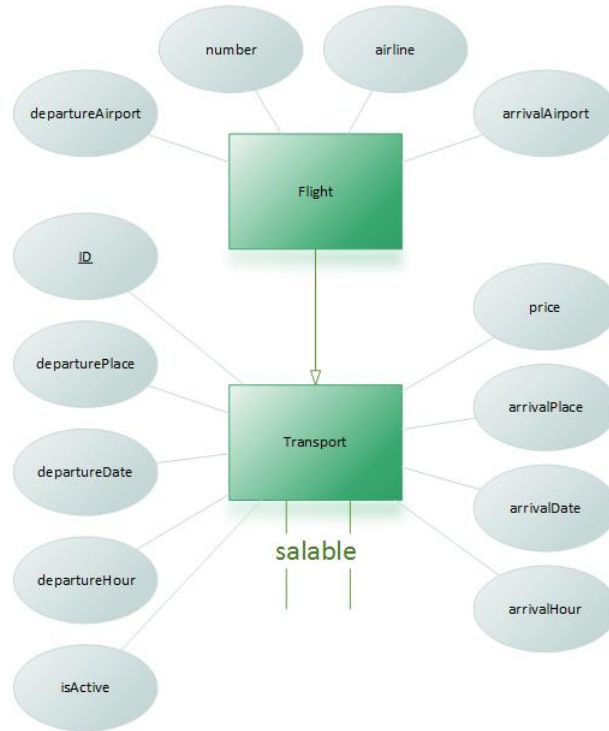 number
airline
departureAirport
arrivalAirport
Flight
ID
price
departurePlace
arrivalPlace
Transport
departureDate
arrivalDate
salable
departureHour
arrivalHour
isActive